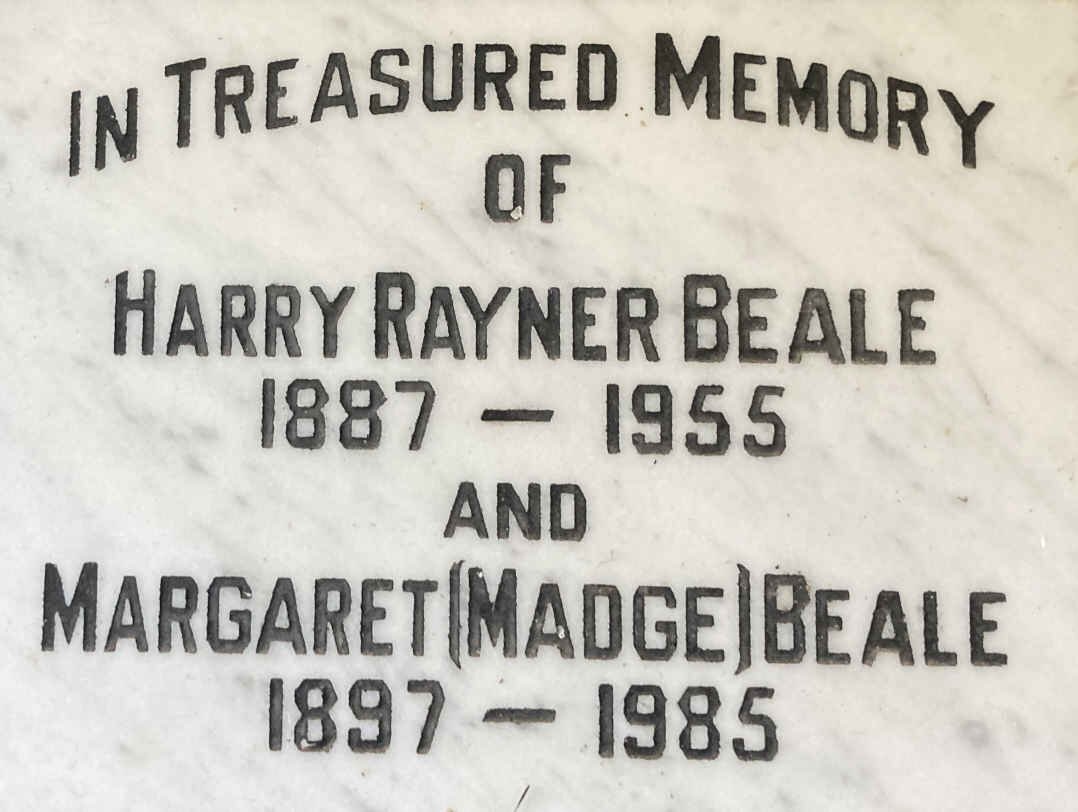 IN TREASURED MEMORY
OF
HARRY RAYNER BEALE
1887 — 1955
AND
MARGARET (MADGE) BEALE
1897 — 1985